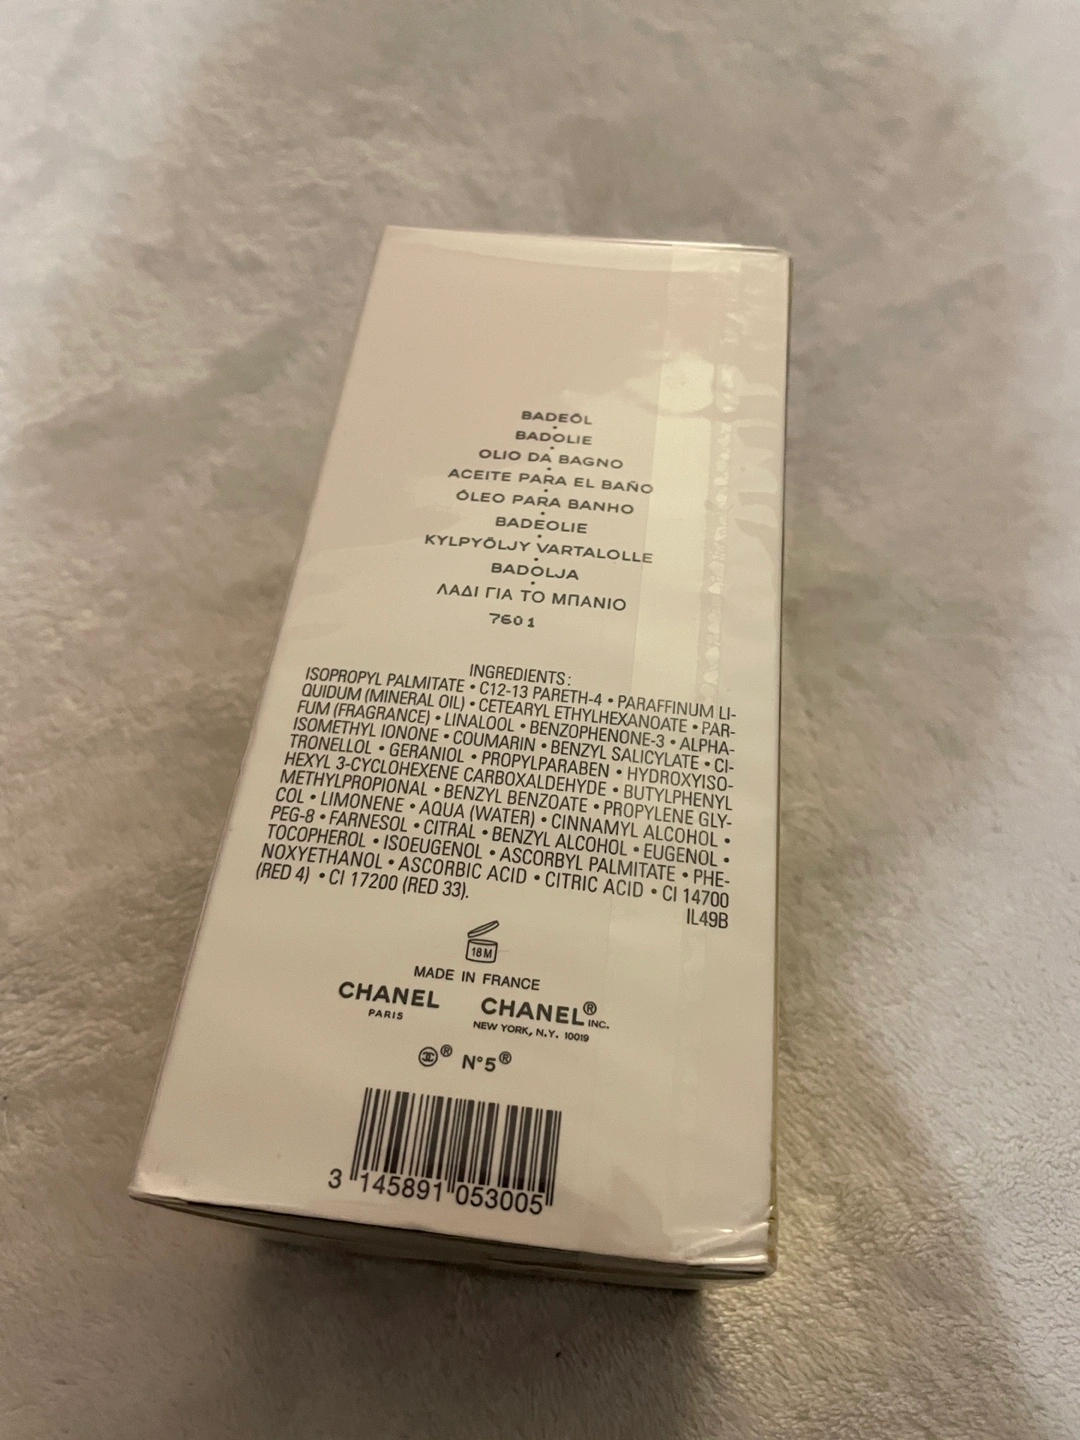 BADEÖL
•
BADOLIE
•
OLIO DA BAGNO
•
ACEITE PARA EL BAÑO
•
ÓLEO PARA BANHO
•
BADEOLIE
•
KYLPYÖLJY VARTALOLLE
•
BADOLJA
•
ΛΑΔΙ ΓΙΑ ΤΟ ΜΠΑΝΙΟ
7601
INGREDIENTS:
ISOPROPYL PALMITATE • C12-13 PARETH-4 • PARAFFINUM LI-
QUIDUM (MINERAL OIL) • CETEARYL ETHYLHEXANOATE • PAR-
FUM (FRAGRANCE) • LINALOOL • BENZOPHENONE-3 • ALPHA-
ISOMETHYL IONONE • COUMARIN • BENZYL SALICYLATE • CI-
TRONELLOL • GERANIOL • PROPYLPARABEN • HYDROXYISO-
HEXYL 3-CYCLOHEXENE CARBOXALDEHYDE • BUTYLPHENYL
METHYLPROPIONAL • BENZYL BENZOATE • PROPYLENE GLY-
COL • LIMONENE • AQUA (WATER) • CINNAMYL ALCOHOL •
PEG-8 • FARNESOL • CITRAL • BENZYL ALCOHOL • EUGENOL •
TOCOPHEROL • ISOEUGENOL • ASCORBYL PALMITATE • PHE-
NOXYETHANOL • ASCORBIC ACID • CITRIC ACID • CI 14700
(RED 4) • CI 17200 (RED 33).
IL49B
18M
MADE IN FRANCE
CHANEL CHANEL®
PARIS INC.
NEW YORK, N.Y. 10019
® N°5®
3 145891 053005